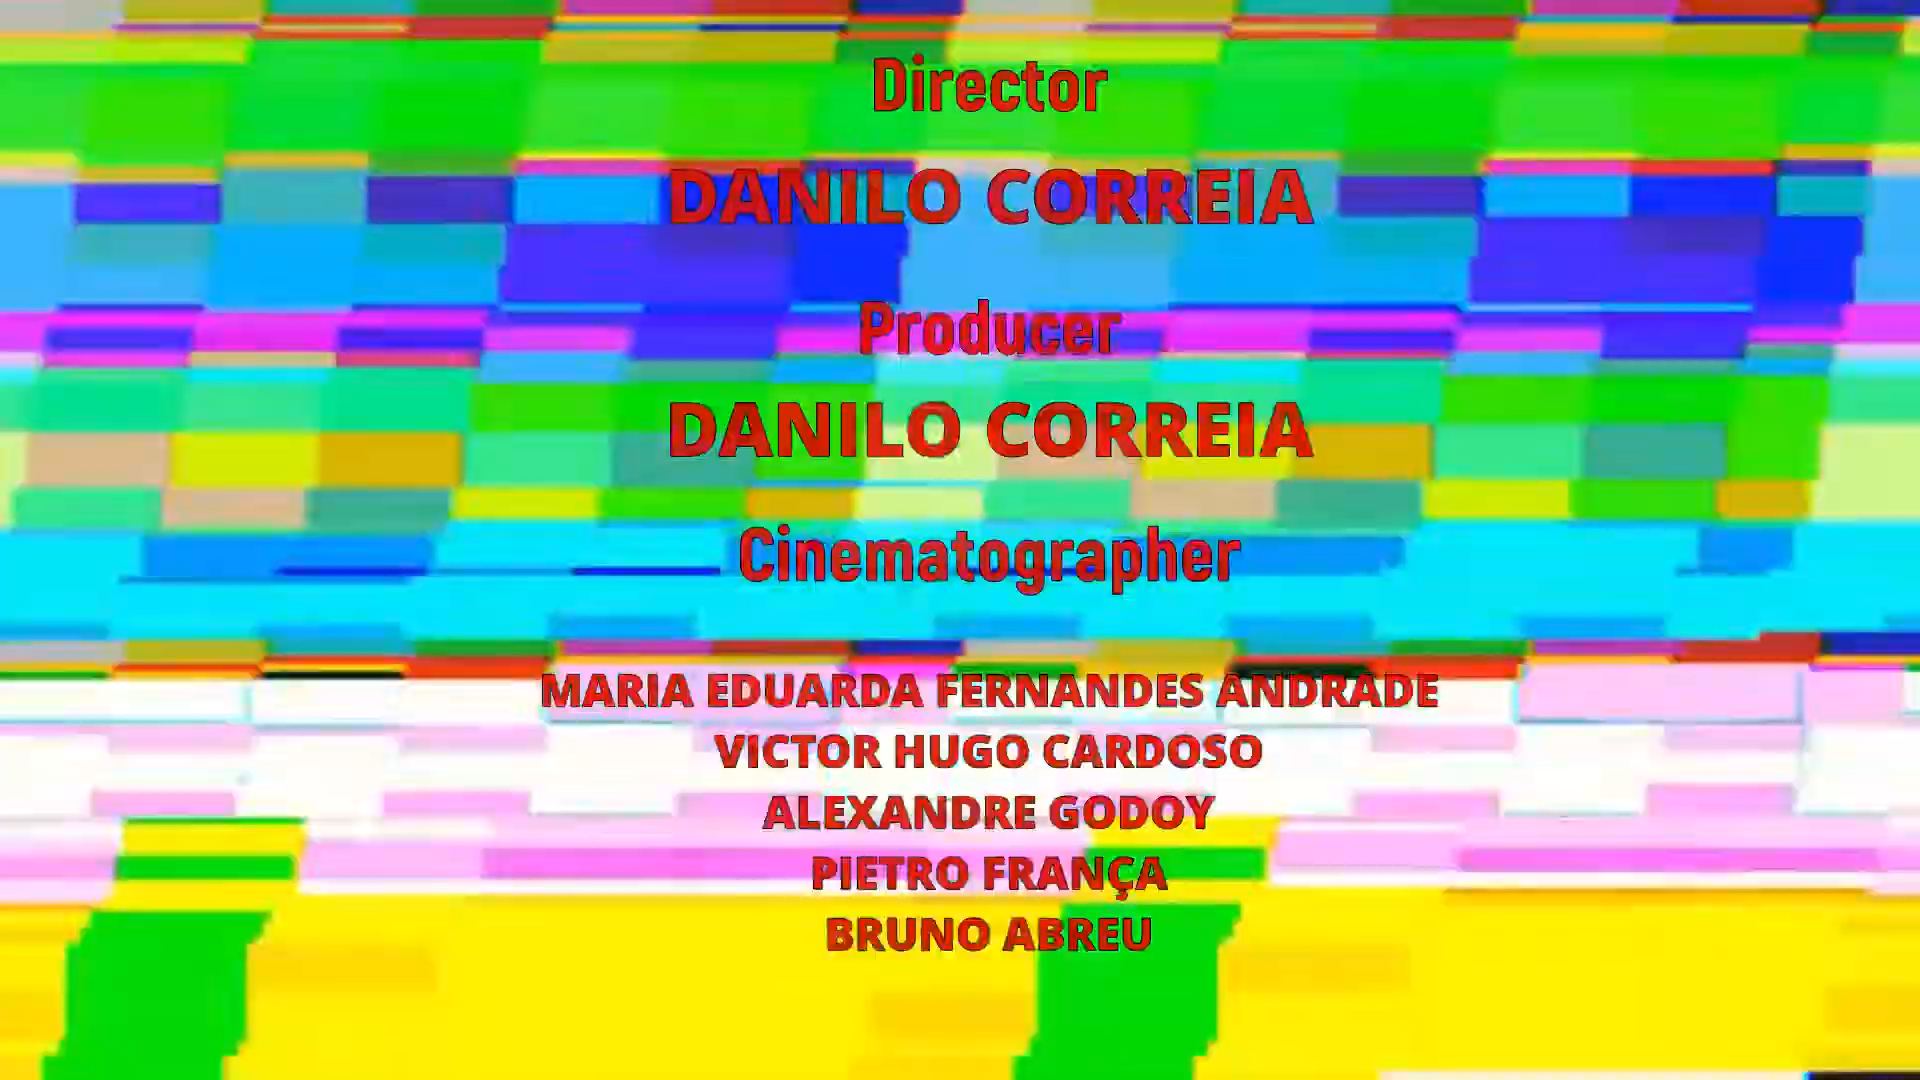 Director
DANILO CORREIA
Producer
DANILO CORREIA
Cinematographer
MARIA EDUARDA FERNANDES ANDRADE
VICTOR HUGO CARDOSO
ALEXANDRE GODOY
PIETRO FRANÇA
BRUNO ABREU